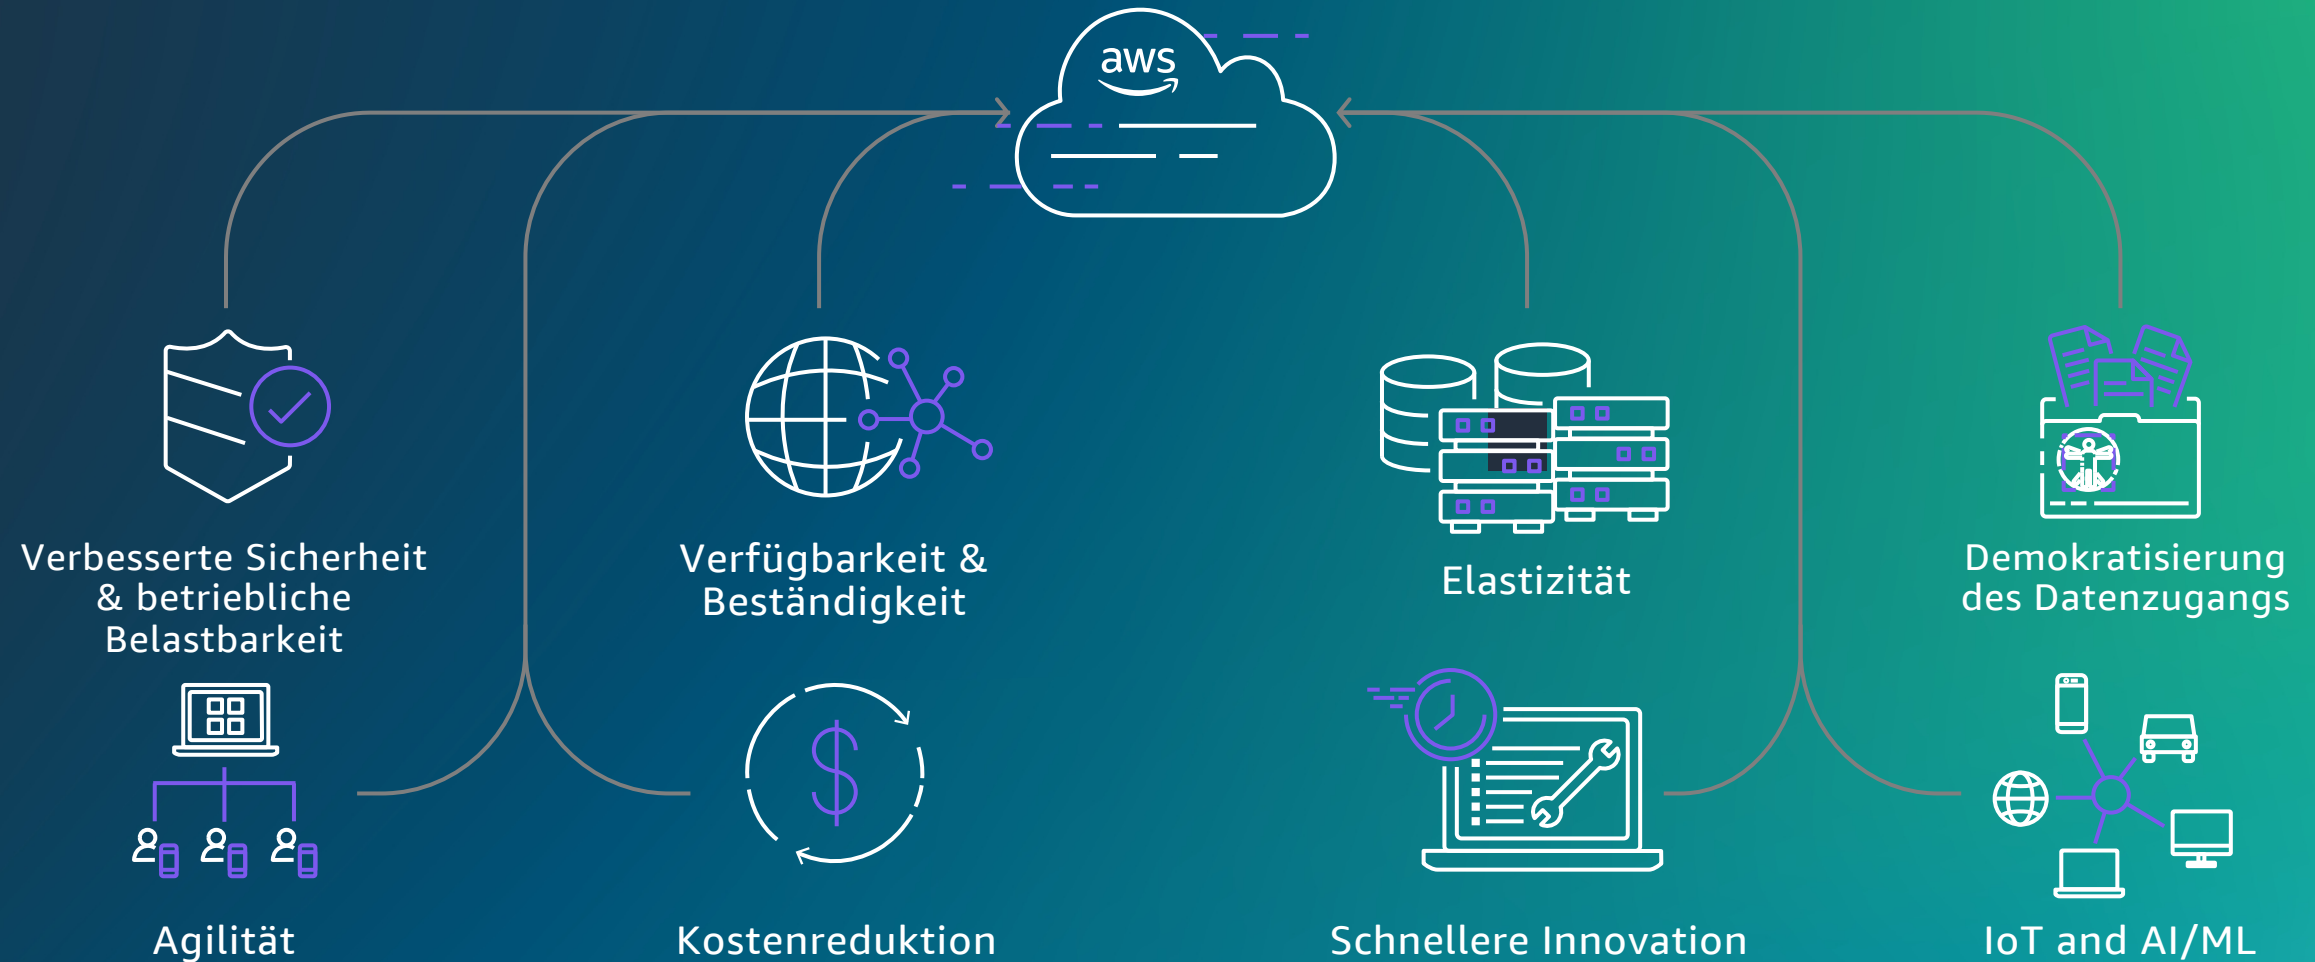 aws
Verbesserte Sicherheit
& betriebliche
Belastbarkeit
Verfügbarkeit &
Beständigkeit
Elastizität
Demokratisierung
des Datenzugangs
Agilität
Kostenreduktion
Schnellere Innovation
IoT and AI/ML